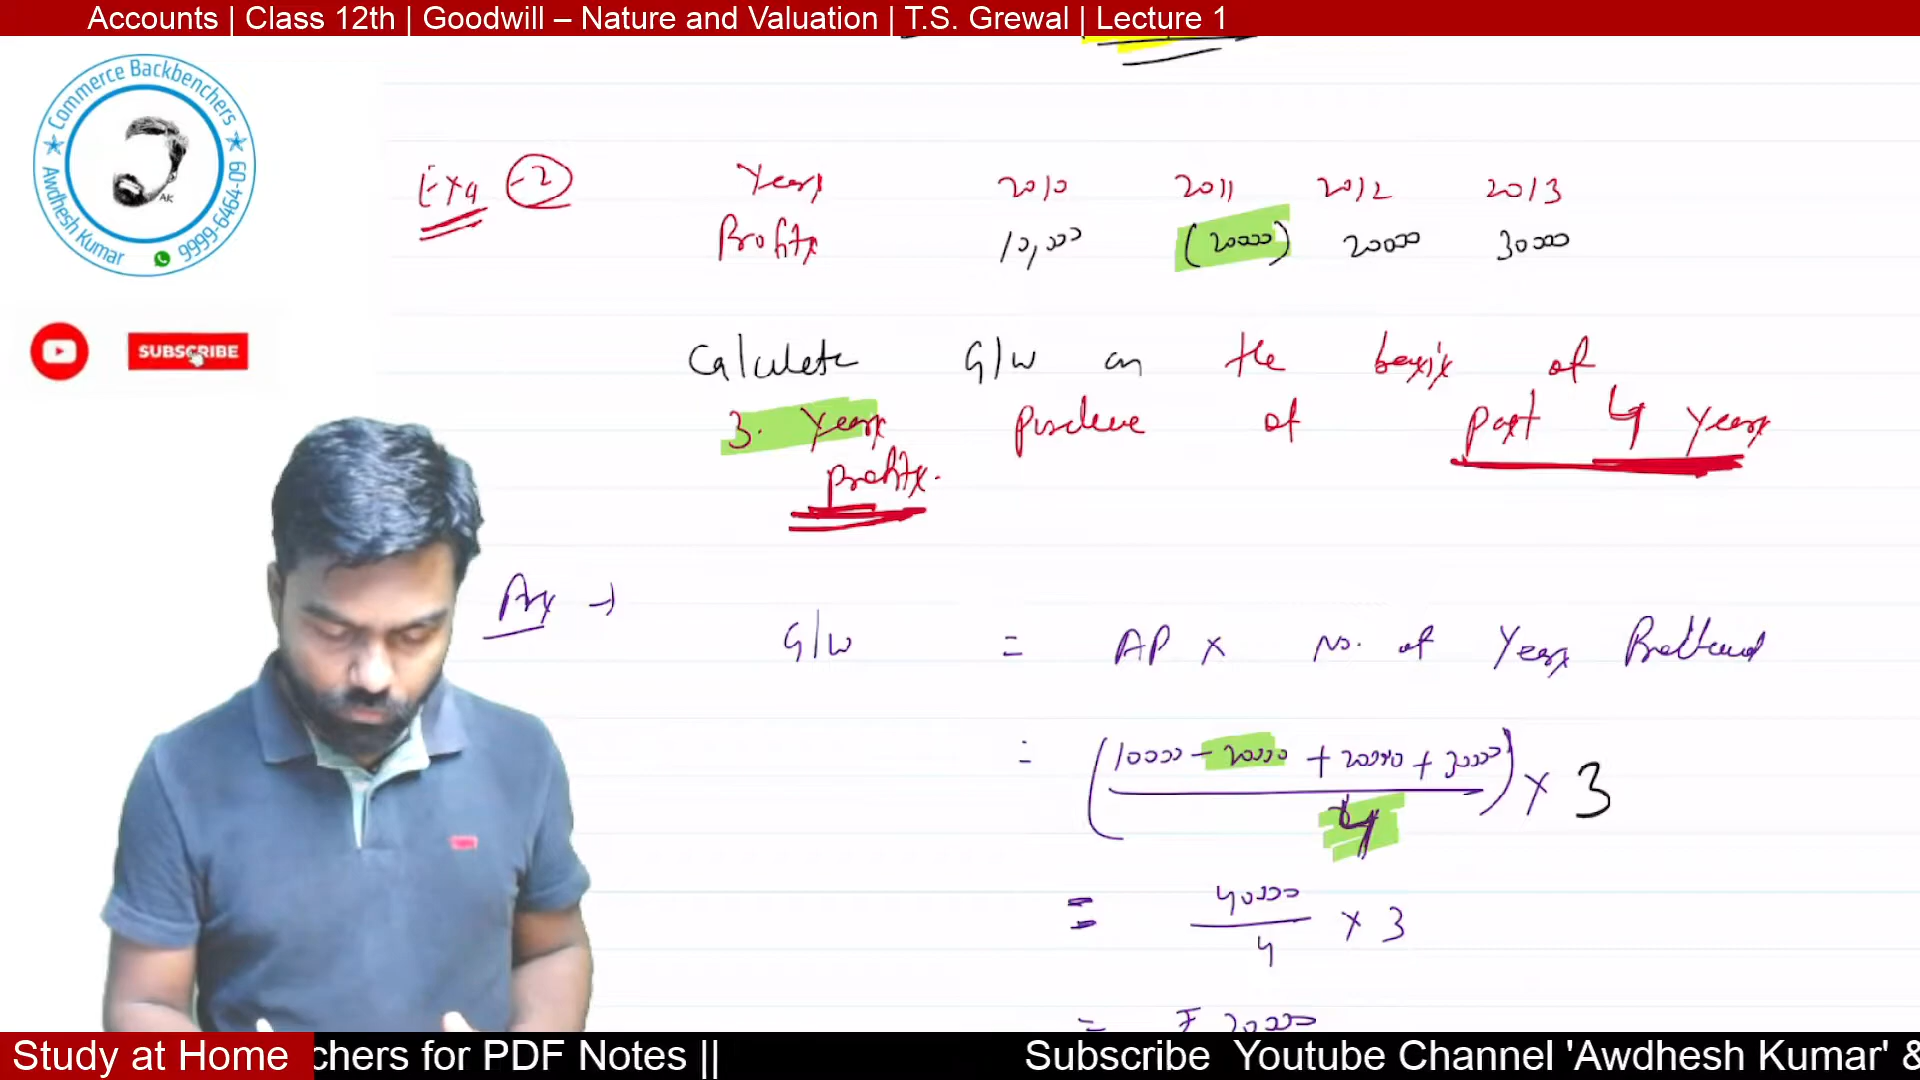 Accounts | Class 12th | Goodwill – Nature and Valuation | T.S. Grewal | Lecture 1
Commerce Backbenchers
Awdhesh Kumar
9999-6464-09
AK
SUBSCRIBE
Years 2010 2011 2012 2013
Profits 10,000 (20000) 20000 30000
Calculate G/W on the basis of
3. Years purchase of past 4 years
profits.
Ans →
G/W = AP × No. of Years
= (10000 - 20000 + 20000 + 30000) × 3
4
= 40000 × 3
4
= ₹ 30000
Study at Home
chers for PDF Notes ||
Subscribe Youtube Channel 'Awdhesh Kumar' &